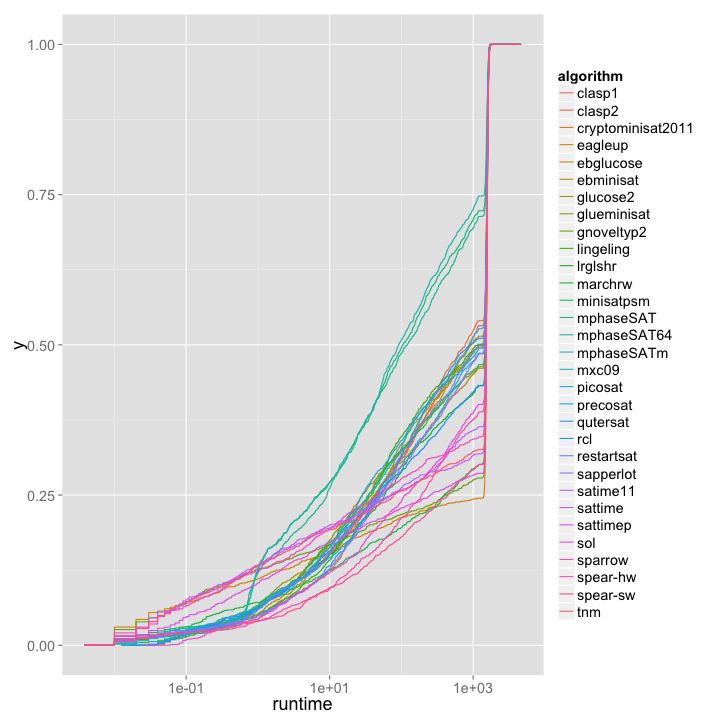 1.00
0.75
0.50
0.25
0.00
y
1e-01
1e+01
1e+03
runtime
algorithm
clasp1
clasp2
cryptominisat2011
eagleup
ebglucose
ebminisat
glucose2
glueminisat
gnoveltyp2
lingeling
lrglshr
marchrw
minisatpsm
mphaseSAT
mphaseSAT64
mphaseSATm
mxc09
picosat
precosat
qutersat
rcl
restartsat
sapperlot
satime11
sattime
sattimep
sol
sparrow
spear-hw
spear-sw
tnm